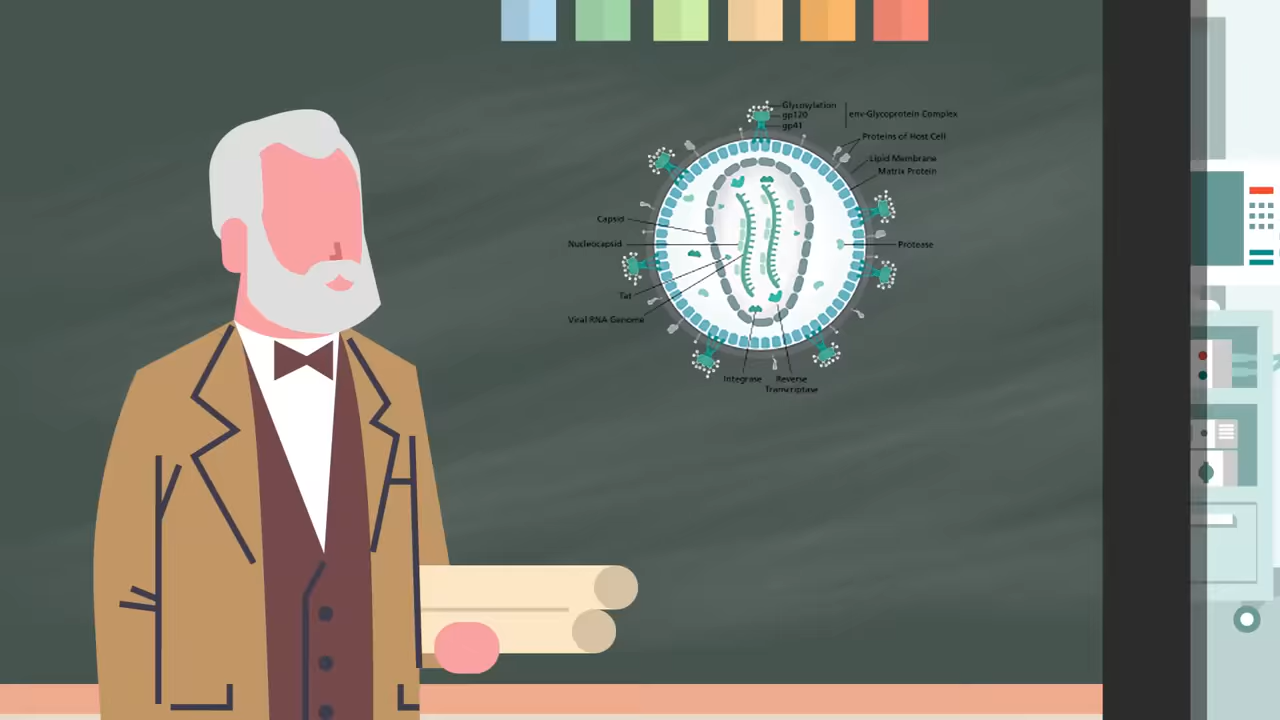 Glycosylation
gp120
gp41
env-Glycoprotein Complex
Proteins of Host Cell
Lipid Membrane
Matrix Protein
Capsid
Nucleocapsid
Protease
Tat
Viral RNA Genome
Integrase
Reverse
Transcriptase